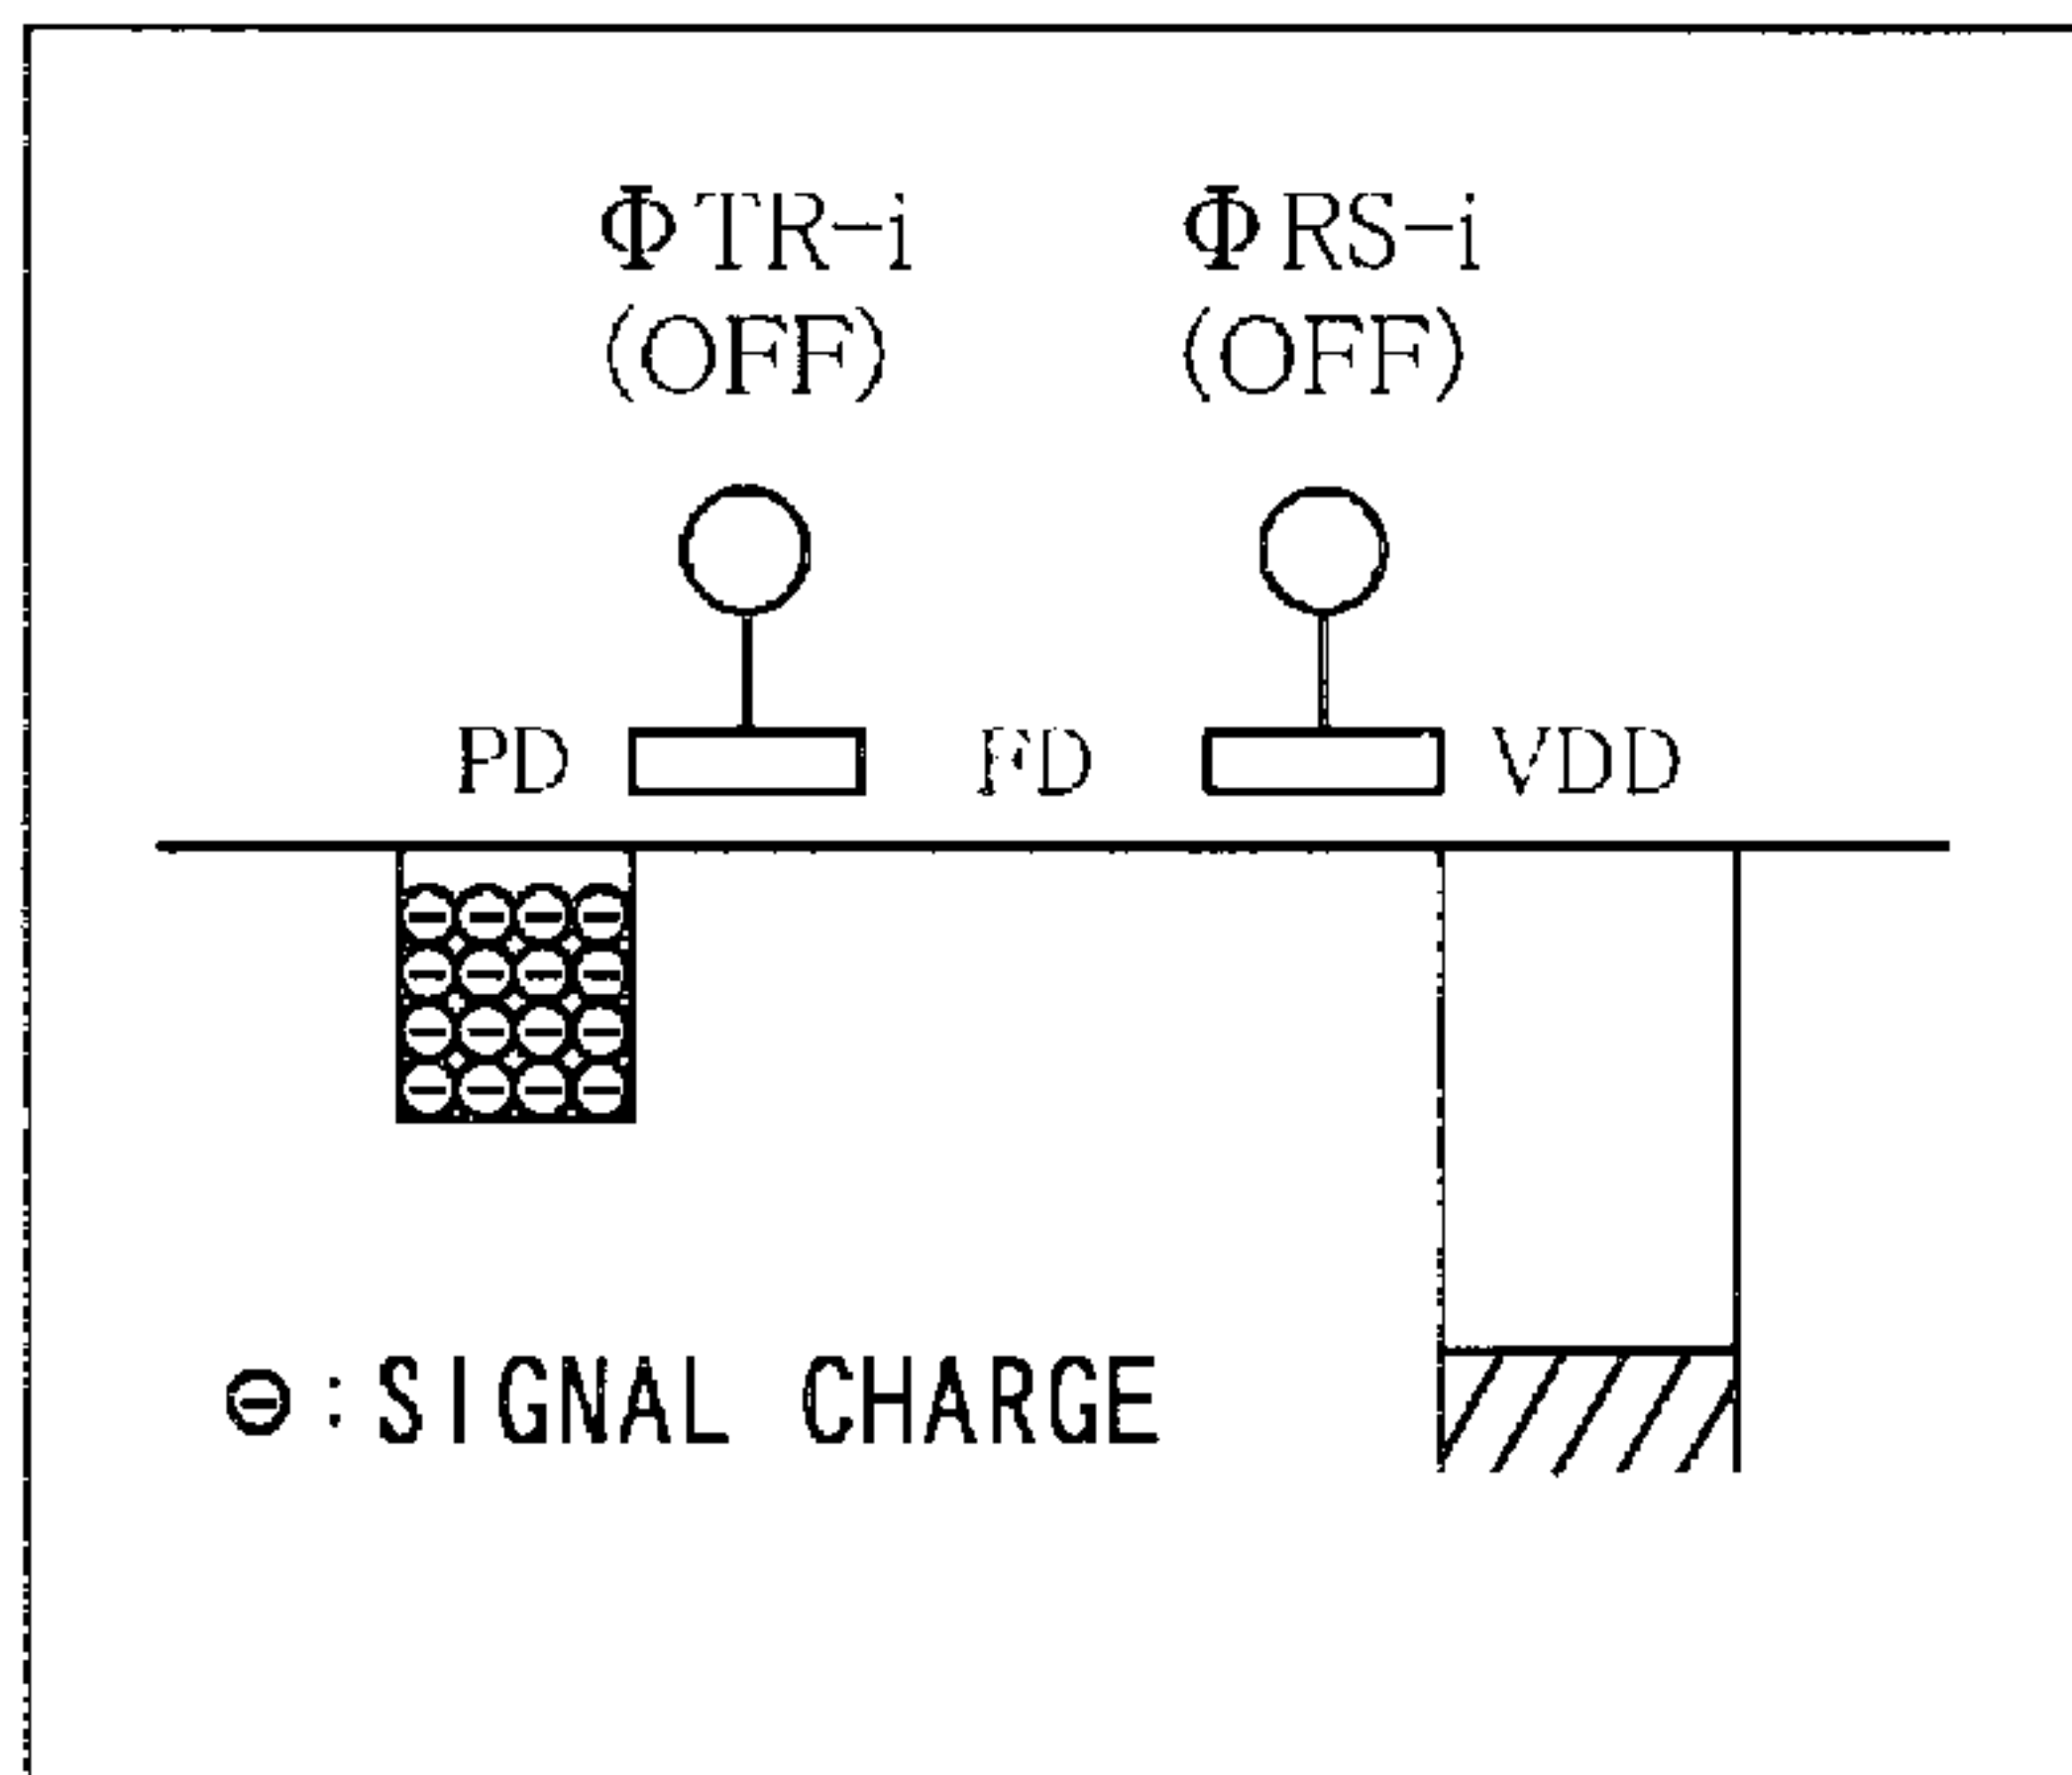 ΦTR-i ΦRS-i
(OFF) (OFF)
PD FD VDD
⊖:SIGNAL CHARGE